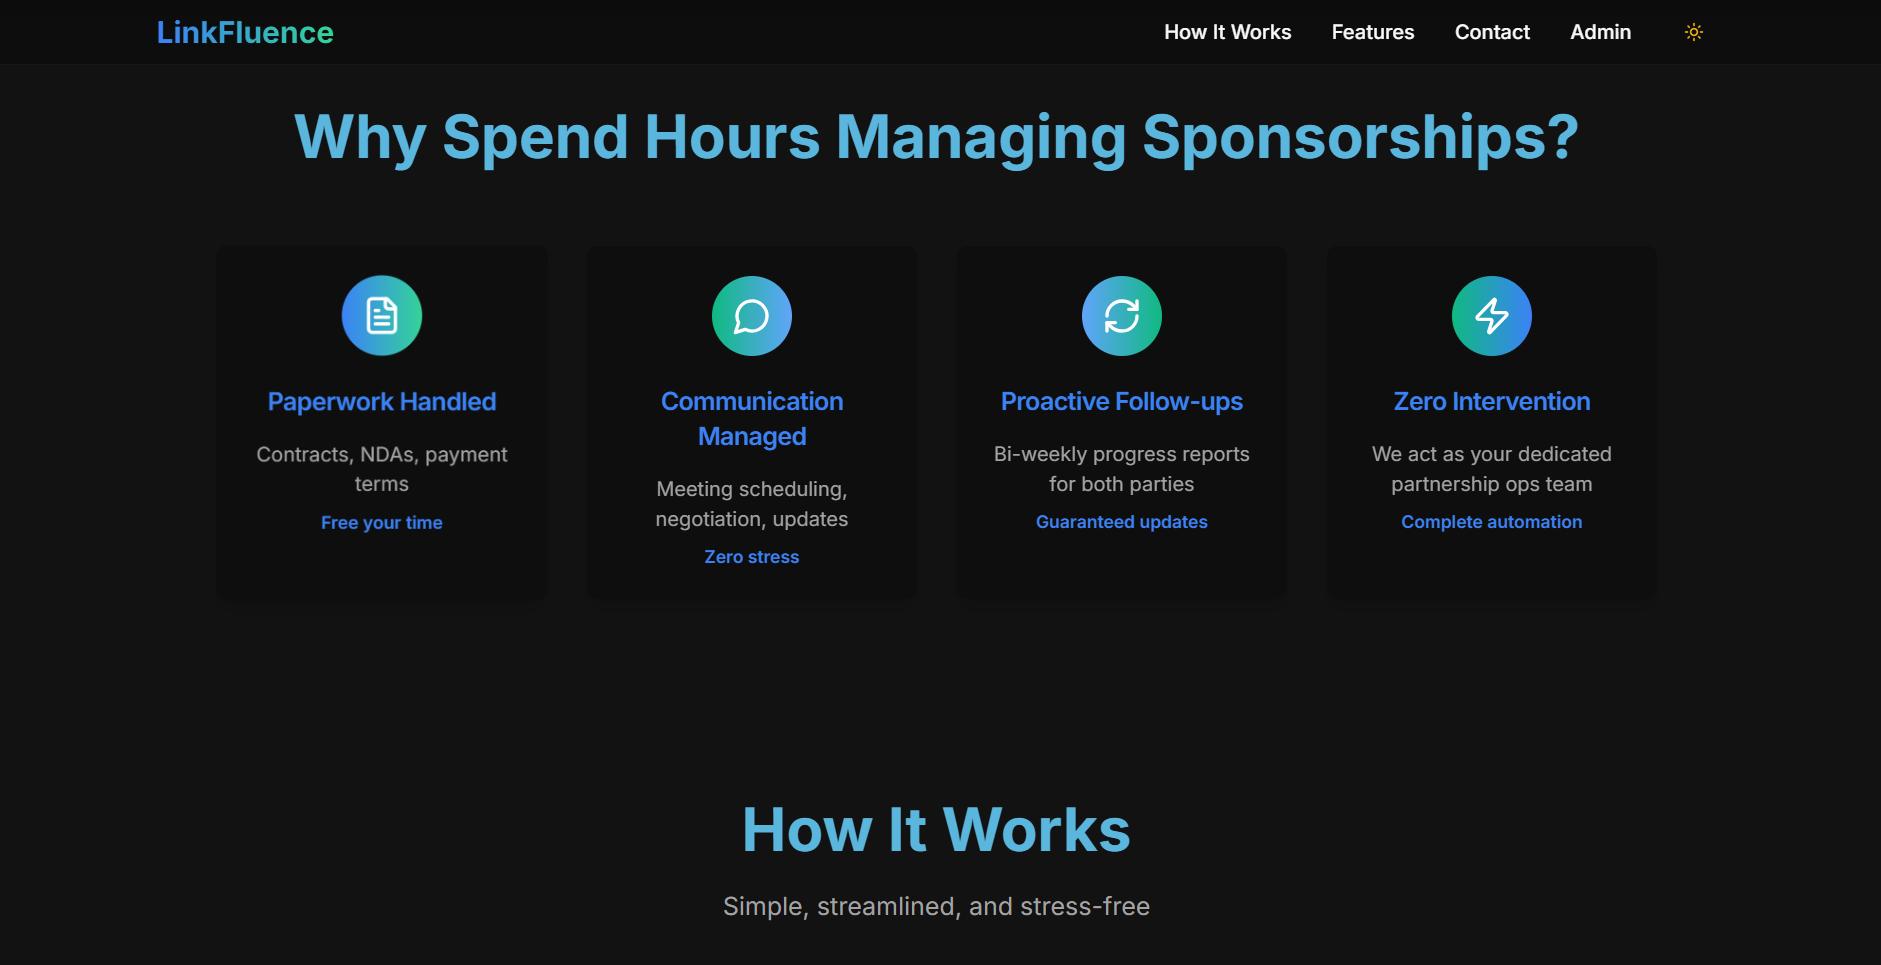 LinkFluence
How It Works
Features
Contact
Admin
Why Spend Hours Managing Sponsorships?
Paperwork Handled
Contracts, NDAs, payment
terms
Free your time
Communication
Managed
Meeting scheduling,
negotiation, updates
Zero stress
Proactive Follow-ups
Bi-weekly progress reports
for both parties
Guaranteed updates
Zero Intervention
We act as your dedicated
partnership ops team
Complete automation
How It Works
Simple, streamlined, and stress-free